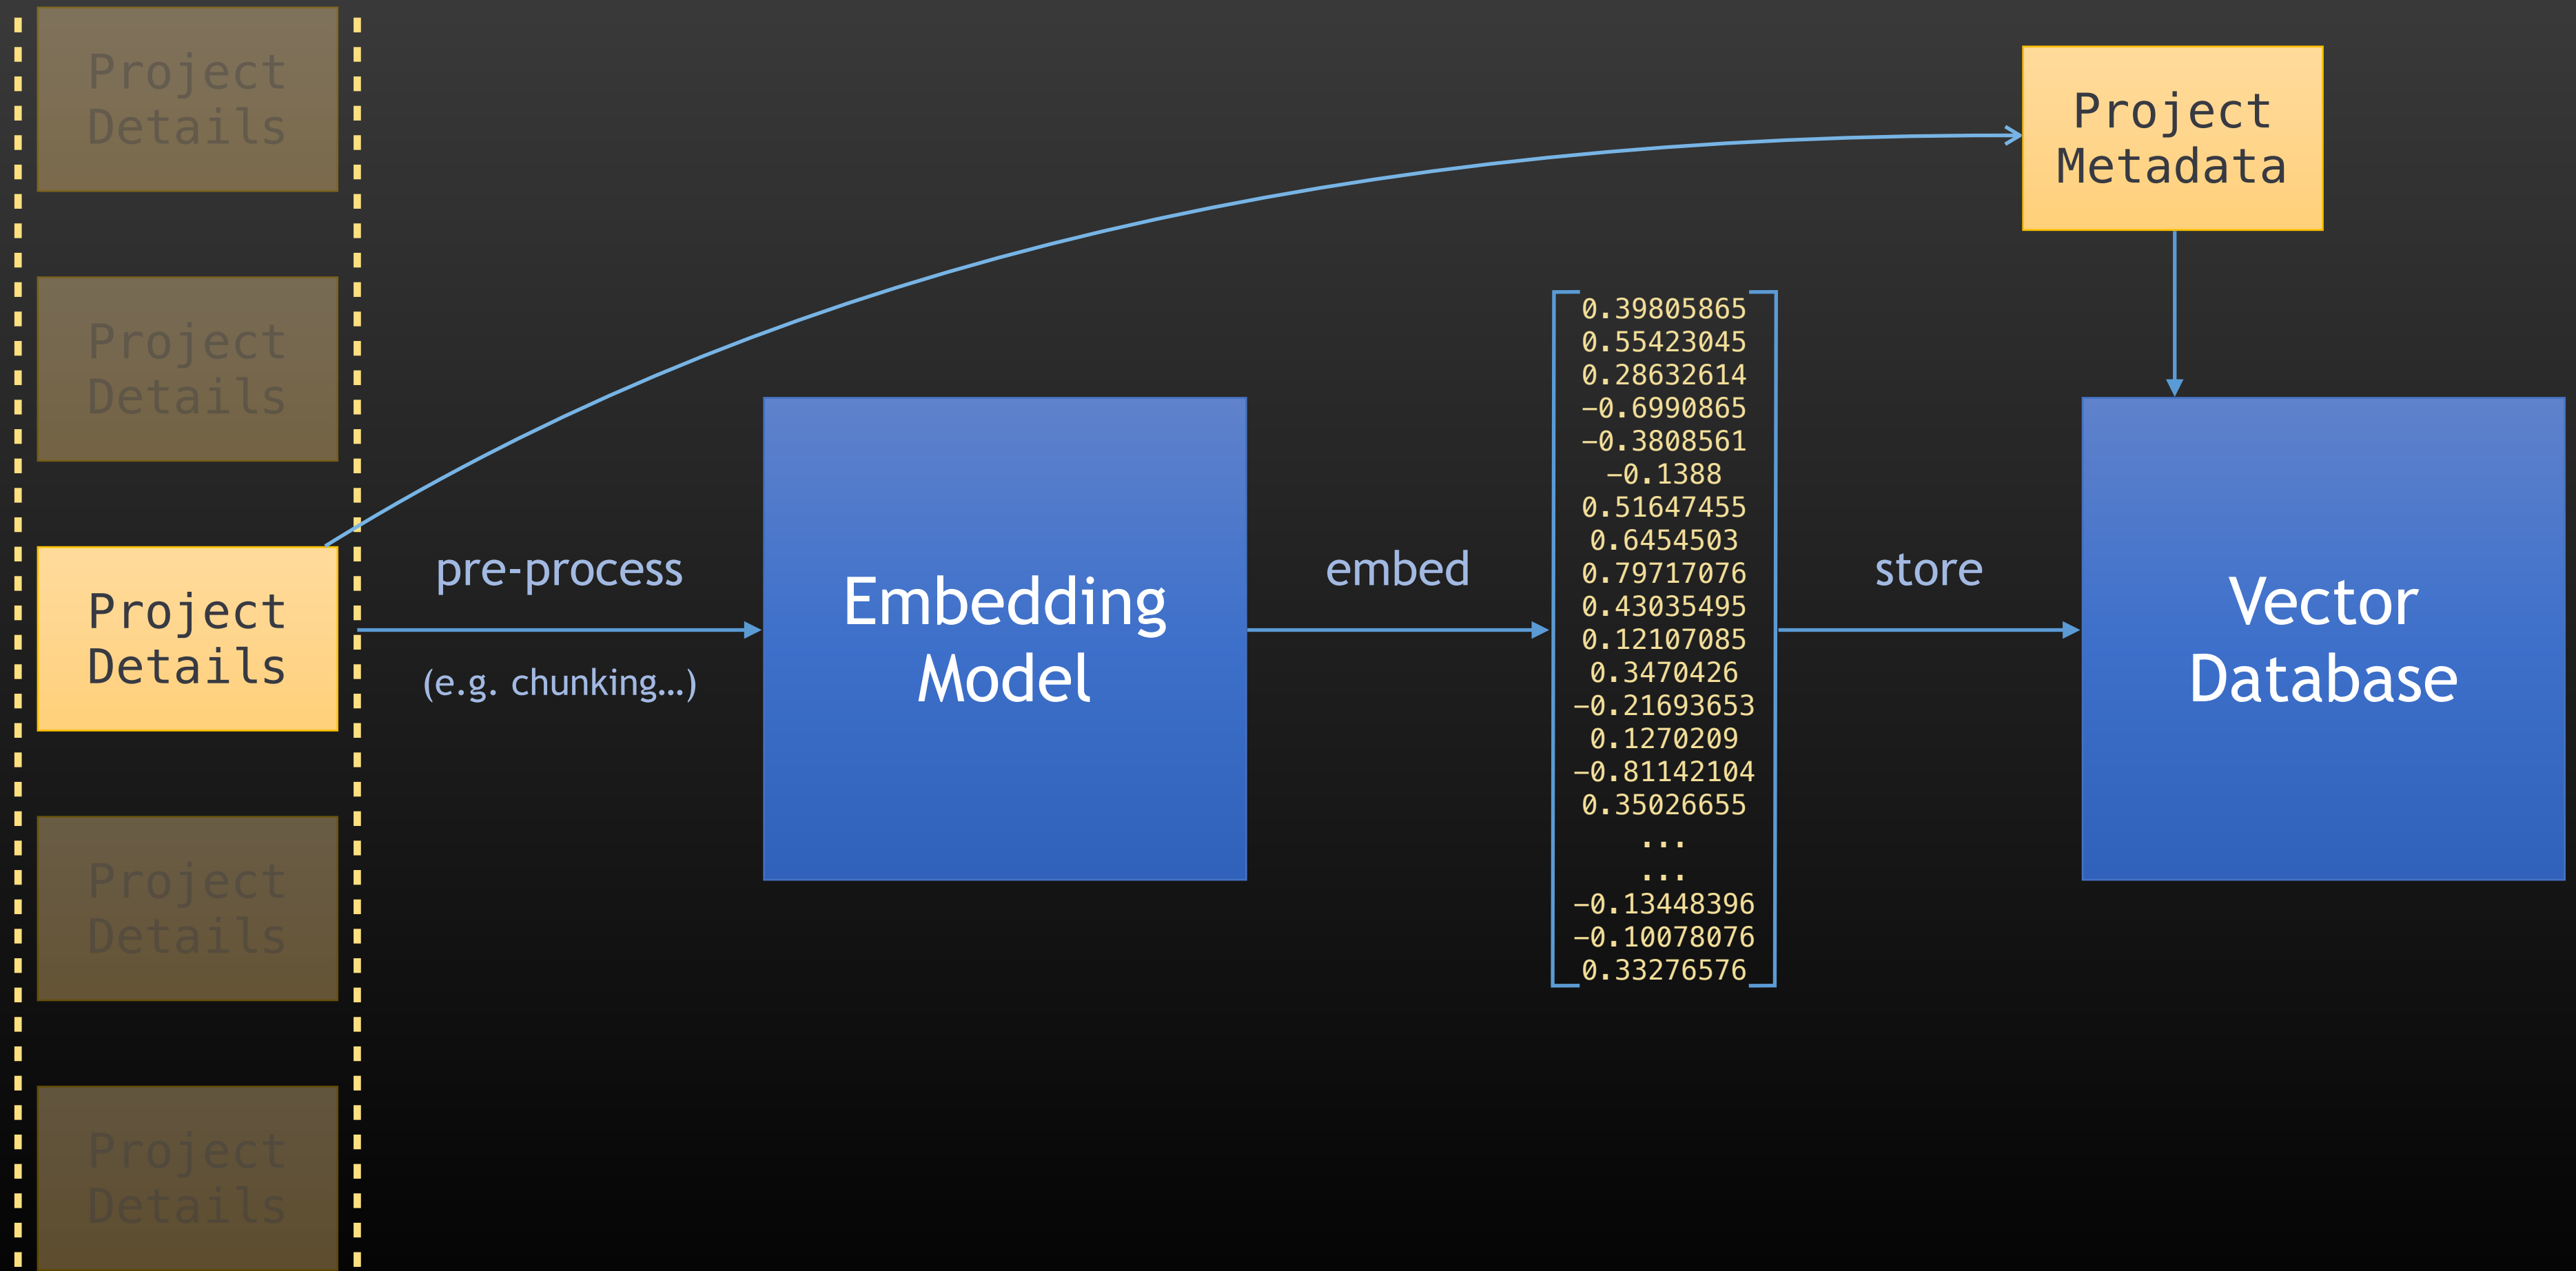 Project
Details
Project
Details
Project
Details
Project
Details
Project
Details
pre-process
(e.g. chunking…)
Embedding
Model
embed
0.39805865
0.55423045
0.28632614
-0.6990865
-0.3808561
-0.1388
0.51647455
0.6454503
0.79717076
0.43035495
0.12107085
0.3470426
-0.21693653
0.1270209
-0.81142104
0.35026655
...
...
-0.13448396
-0.10078076
0.33276576
store
Project
Metadata
Vector
Database